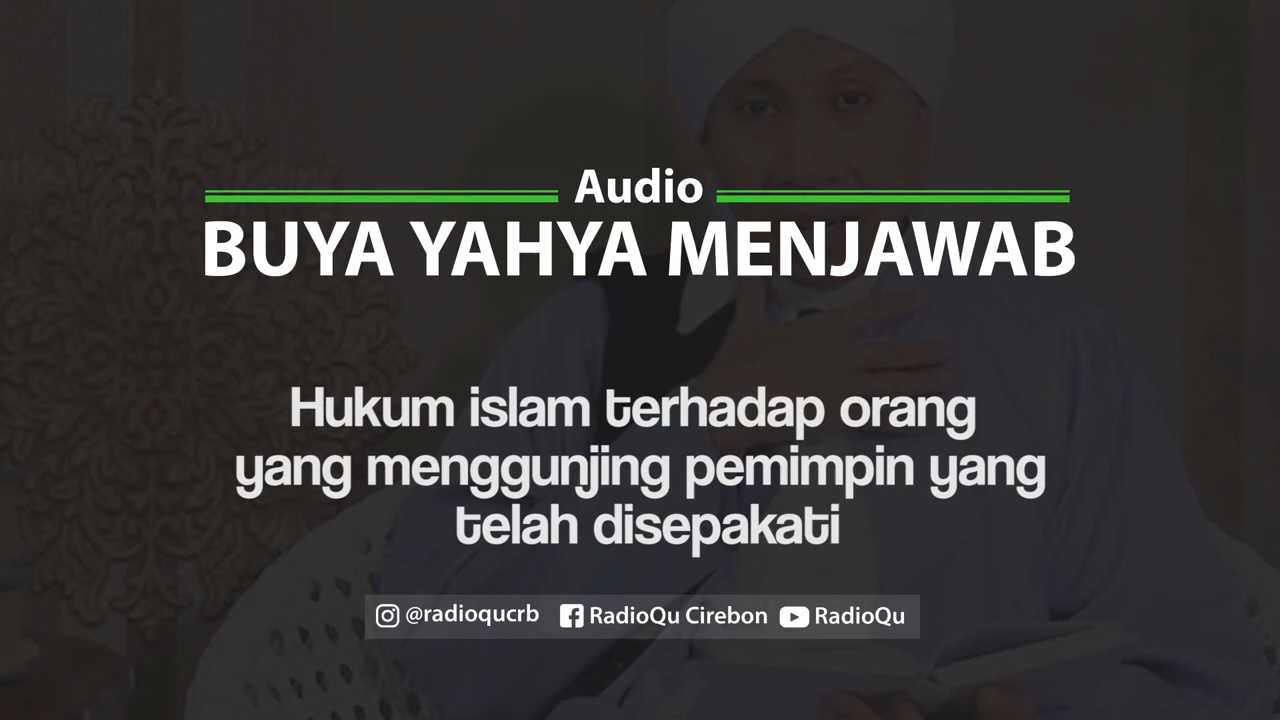 Audio
BUYA YAHYA MENJAWAB
Hukum islam terhadap orang
yang menggunjing pemimpin yang
telah disepakati
@radioqucrb RadioQu Cirebon RadioQu